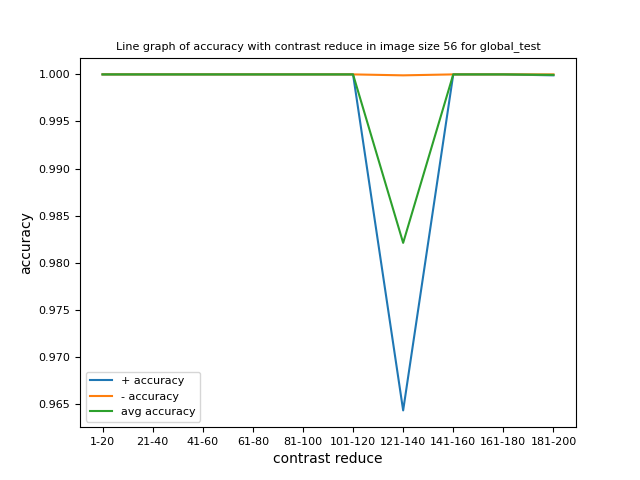 Line graph of accuracy with contrast reduce in image size 56 for global_test
1.000
0.995
0.990
0.985
0.980
0.975
0.970
0.965
accuracy
+ accuracy
- accuracy
avg accuracy
1-20 21-40 41-60 61-80 81-100 101-120 121-140 141-160 161-180 181-200
contrast reduce